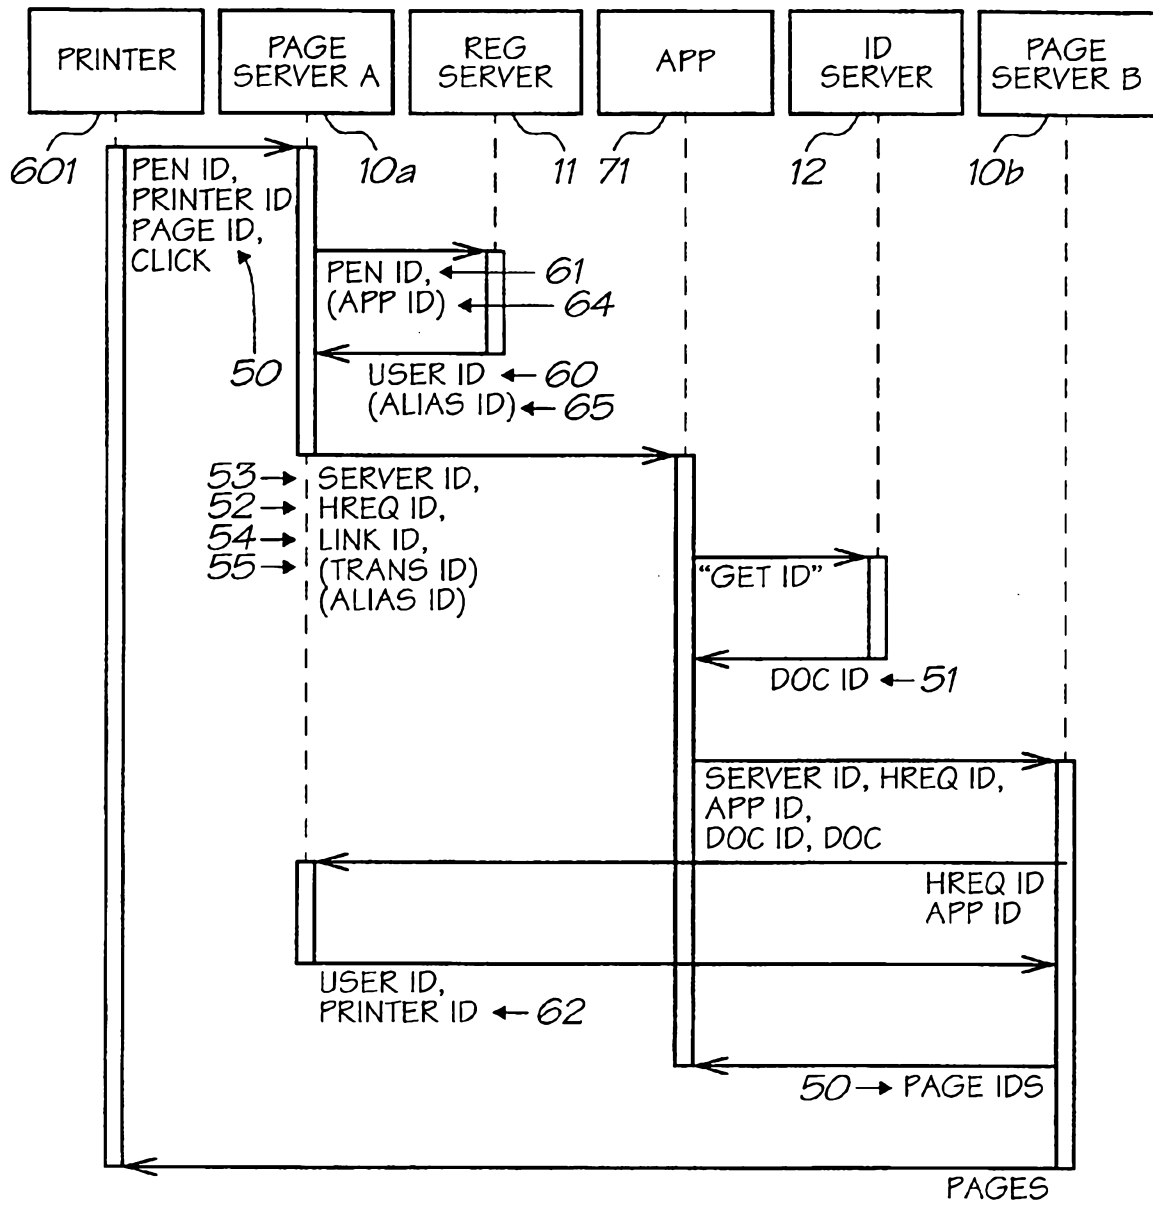 PRINTER
PAGE
SERVER A
REG
SERVER
APP
ID
SERVER
PAGE
SERVER B
601
10a
11
71
12
10b
PEN ID,
PRINTER ID
PAGE ID,
CLICK
50
PEN ID,
61
(APP ID)
64
USER ID
60
(ALIAS ID)
65
53
SERVER ID,
52
HREQ ID,
54
LINK ID,
55
(TRANS ID)
(ALIAS ID)
"GET ID"
DOC ID
51
SERVER ID, HREQ ID,
APP ID,
DOC ID, DOC
HREQ ID
APP ID
USER ID,
PRINTER ID
62
50
PAGE IDS
PAGES